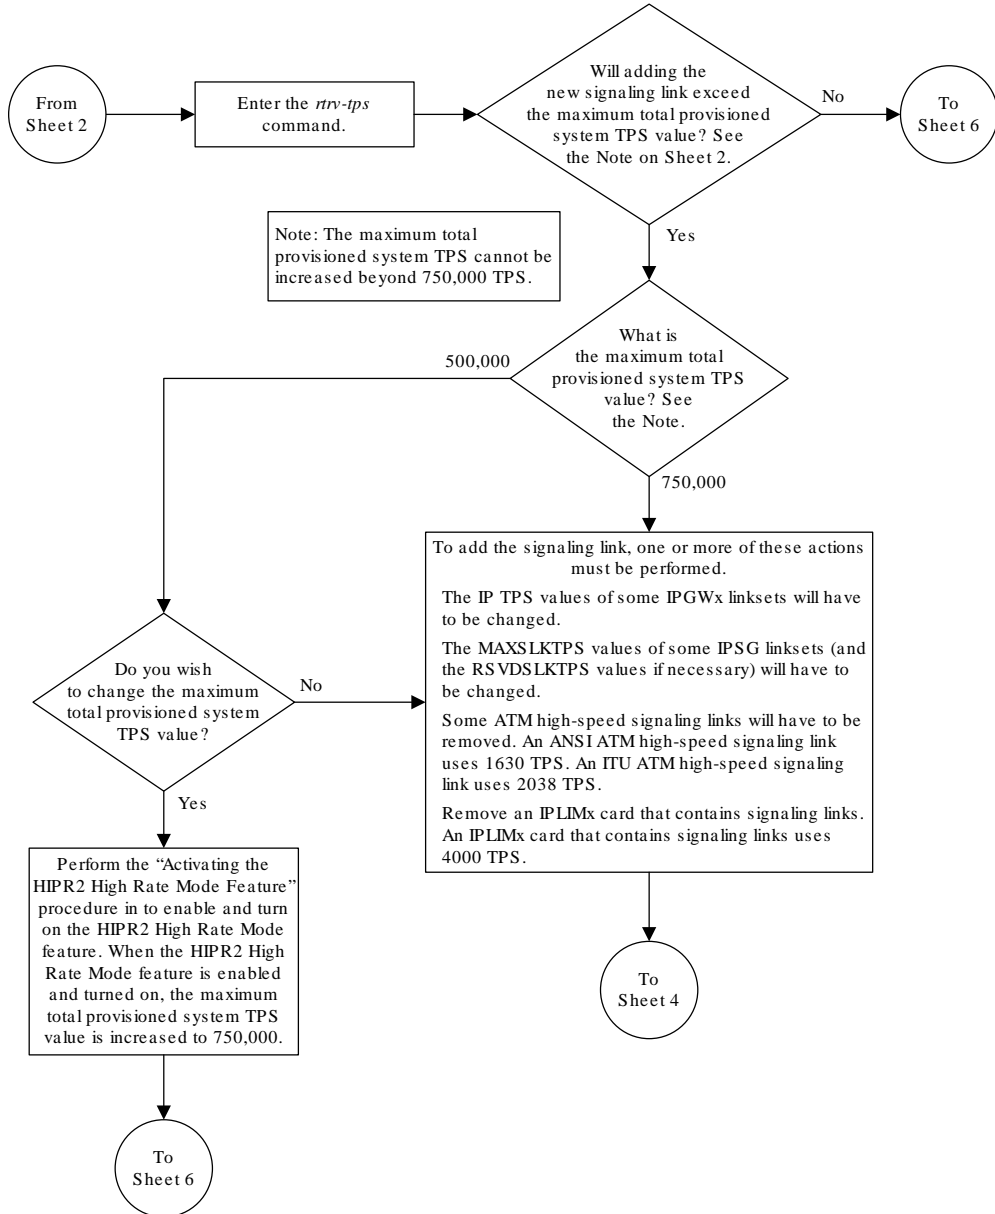 From
Sheet 2
Enter the rtrv-tps
command.
Will adding the
new signaling link exceed
the maximum total provisioned
system TPS value? See
the Note on Sheet 2.
No
To
Sheet 6
Yes
Note: The maximum total
provisioned system TPS cannot be
increased beyond 750,000 TPS.
What is
the maximum total
provisioned system TPS
value? See
the Note.
500,000
750,000
To add the signaling link, one or more of these actions
must be performed.
The IP TPS values of some IPGWx linksets will have
to be changed.
The MAXSLKTPS values of some IPSG linksets (and
the RSVDSLKTPS values if necessary) will have to
be changed.
Some ATM high-speed signaling links will have to be
removed. An ANSI ATM high-speed signaling link
uses 1630 TPS. An ITU ATM high-speed signaling
link uses 2038 TPS.
Remove an IPLIMx card that contains signaling links.
An IPLIMx card that contains signaling links uses
4000 TPS.
Do you wish
to change the maximum
total provisioned system
TPS value?
No
Yes
Perform the “Activating the
HIPR2 High Rate Mode Feature”
procedure in to enable and turn
on the HIPR2 High Rate Mode
feature. When the HIPR2 High
Rate Mode feature is enabled
and turned on, the maximum
total provisioned system TPS
value is increased to 750,000.
To
Sheet 4
To
Sheet 6